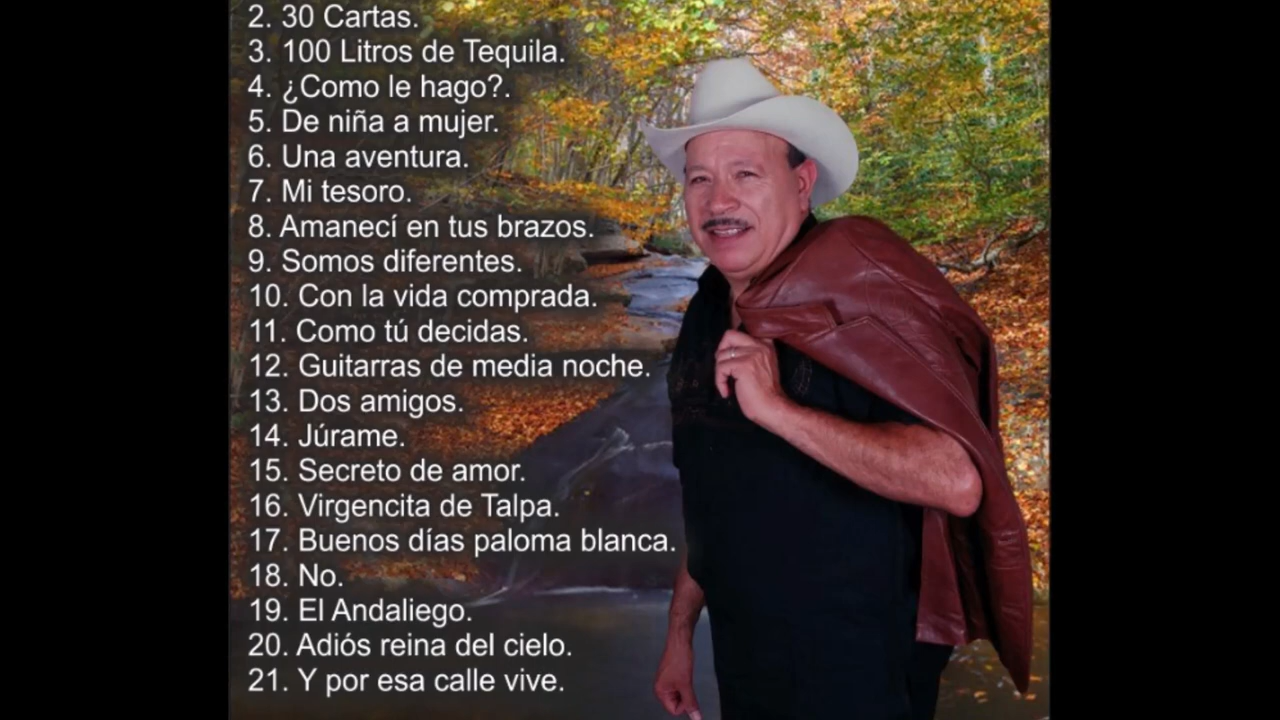 2. 30 Cartas.
3. 100 Litros de Tequila.
4. ¿Como le hago?.
5. De niña a mujer.
6. Una aventura.
7. Mi tesoro.
8. Amanecí en tus brazos.
9. Somos diferentes.
10. Con la vida comprada.
11. Como tú decidas.
12. Guitarras de media noche.
13. Dos amigos.
14. Júrame.
15. Secreto de amor.
16. Virgencita de Talpa.
17. Buenos días paloma blanca.
18. No.
19. El Andaliego.
20. Adiós reina del cielo.
21. Y por esa calle vive.